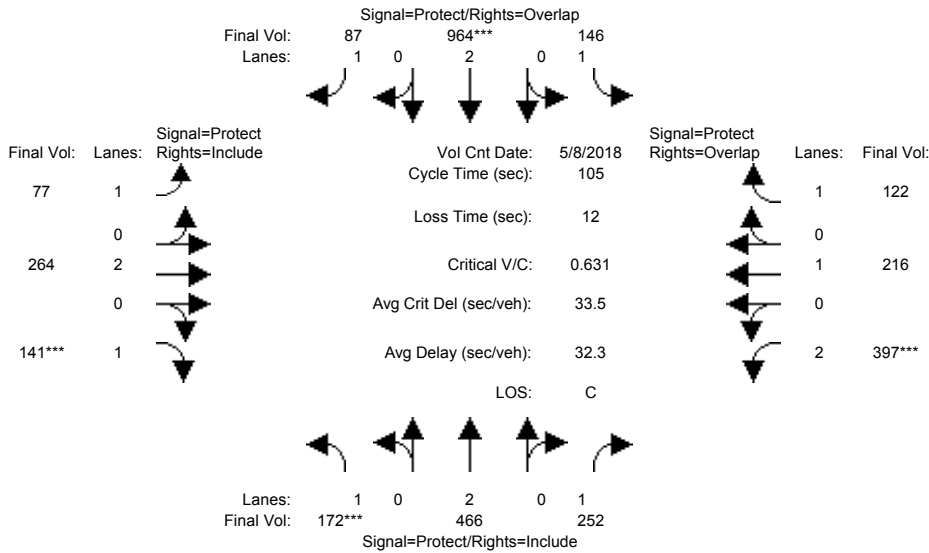 Signal=Protect/Rights=Overlap
Final Vol: 87 964*** 146
Lanes: 1 0 2 0 1
Signal=Protect
Final Vol: Lanes: Rights=Include
Vol Cnt Date: 5/8/2018
Signal=Protect
Rights=Overlap Lanes: Final Vol:
Cycle Time (sec): 105
77 1
1 122
Loss Time (sec): 12
0
0
264 2
Critical V/C: 0.631
1 216
0
Avg Crit Del (sec/veh): 33.5
0
141*** 1
Avg Delay (sec/veh): 32.3
2 397***
LOS: C
Lanes: 1 0 2 0 1
Final Vol: 172*** 466 252
Signal=Protect/Rights=Include